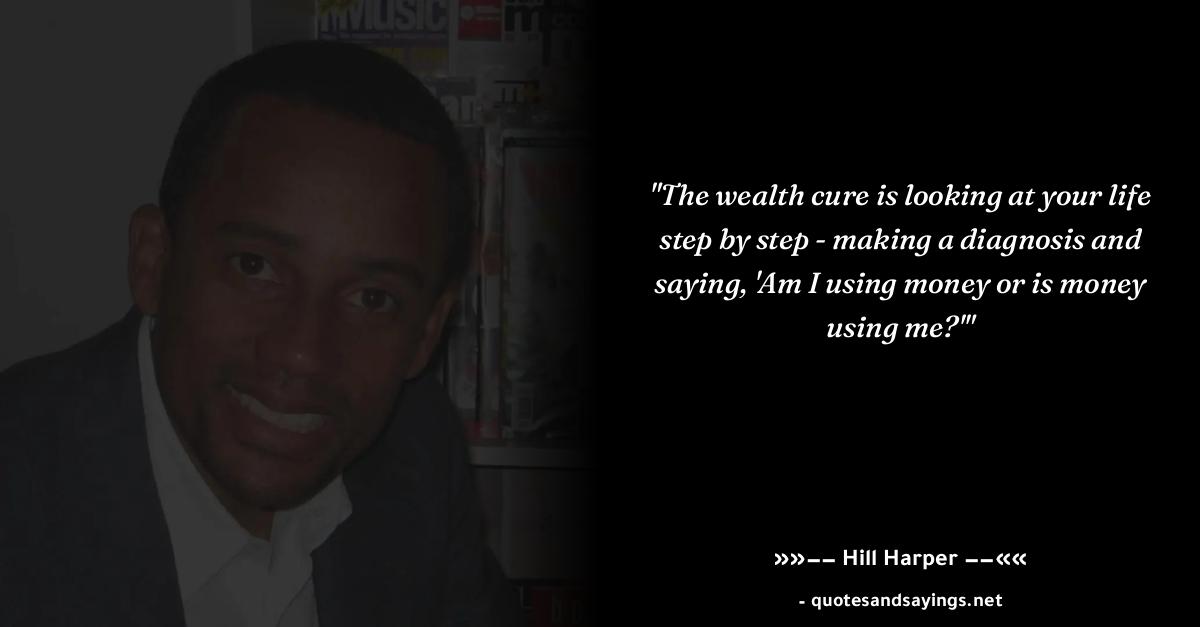 MUSIC
"The wealth cure is looking at your life
step by step - making a diagnosis and
saying, 'Am I using money or is money
using me?'"
»»−− Hill Harper −−««
- quotesandsayings.net